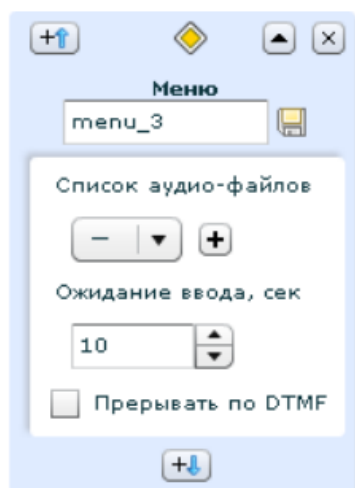 Меню
menu_3
Список аудио-файлов
–
Ожидание ввода, сек
10
Прерывать по DTMF